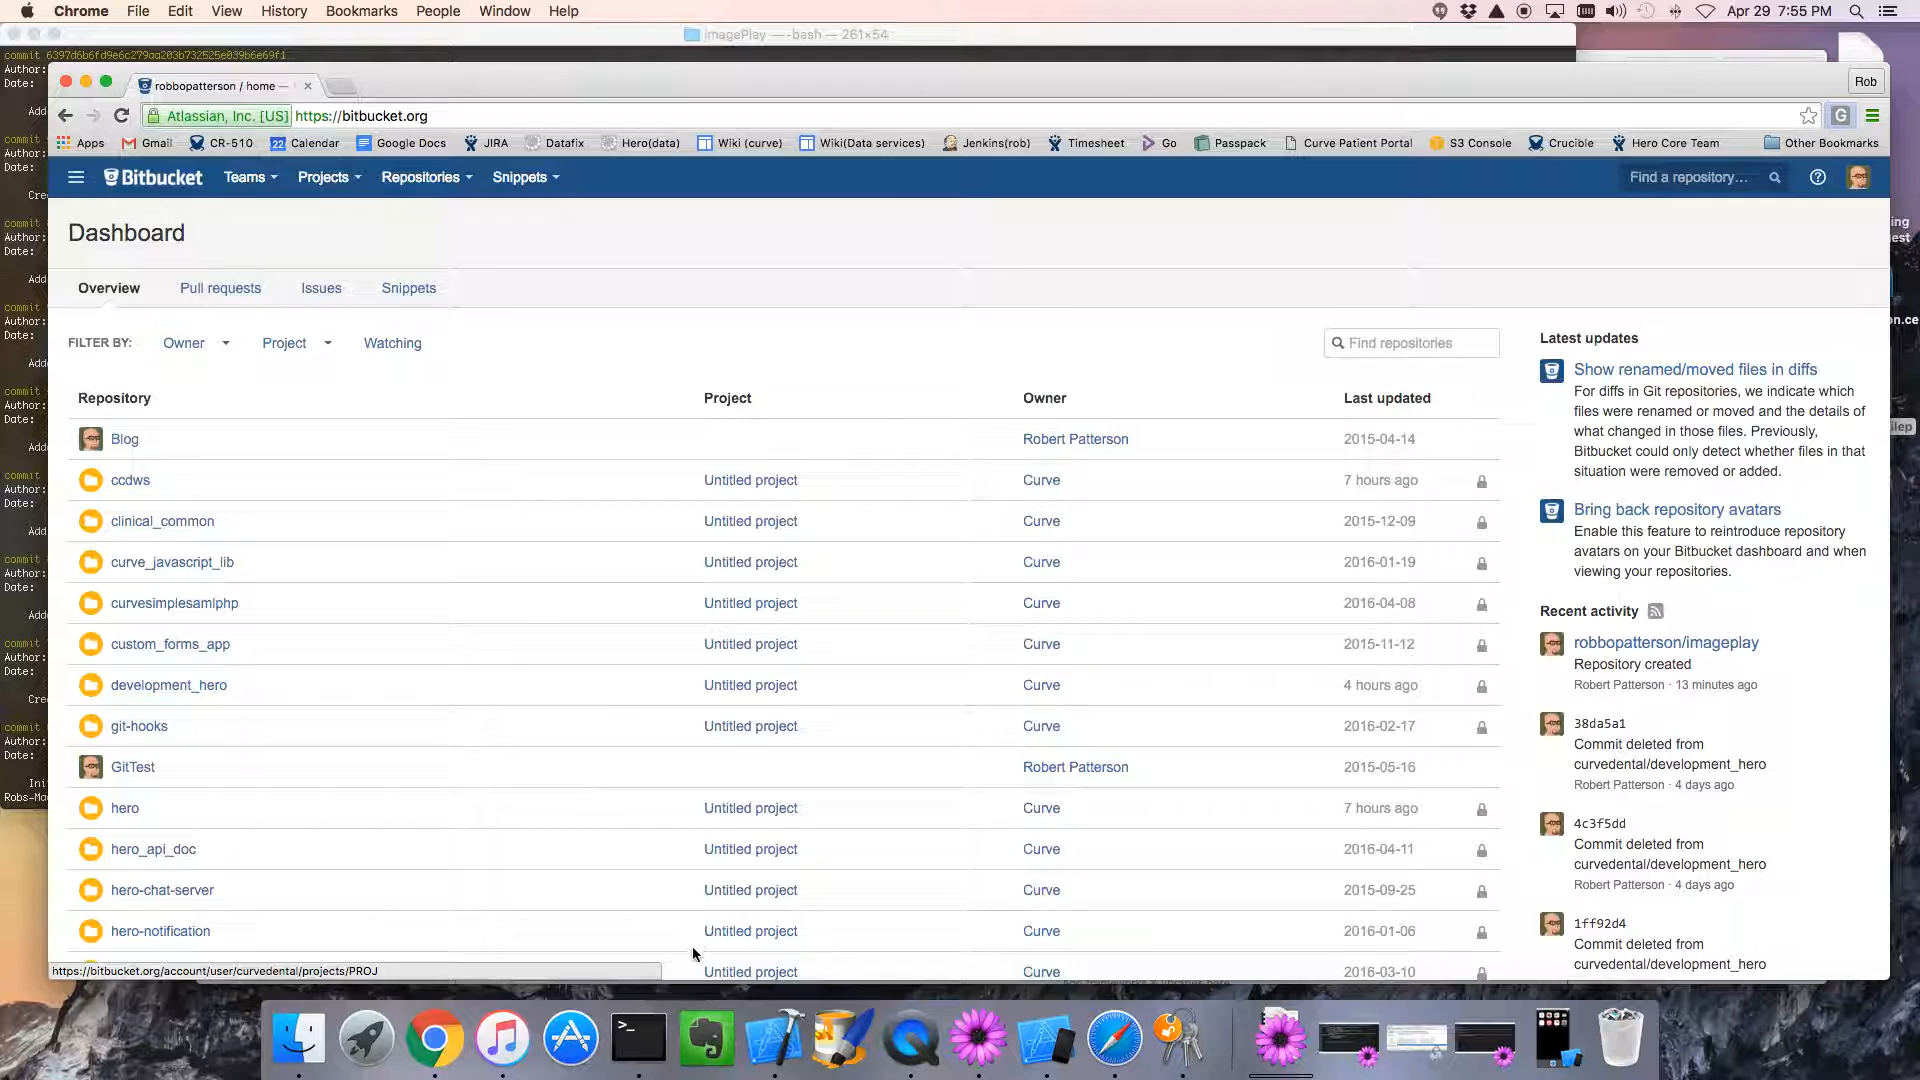 Chrome File Edit View History Bookmarks People Window Help
Apr 29 7:55 PM
imagePlay — -bash — 261×54
commit 6397d6b6fd9e6c279aa203b732525e039b6e69f1
Author:
Date:
robbopatterson / home —
Rob
Atlassian, Inc. [US] https://bitbucket.org
Apps Gmail CR-510 Calendar Google Docs JIRA Datafix Hero(data) Wiki (curve) Wiki(Data services) Jenkins(rob) Timesheet Go Passpack Curve Patient Portal S3 Console Crucible Hero Core Team Other Bookmarks
Bitbucket Teams Projects Repositories Snippets Find a repository...
Dashboard
Overview Pull requests Issues Snippets
FILTER BY: Owner Project Watching Find repositories
Repository Project Owner Last updated
Blog Robert Patterson 2015-04-14
ccdws Untitled project Curve 7 hours ago
clinical_common Untitled project Curve 2015-12-09
curve_javascript_lib Untitled project Curve 2016-01-19
curvesimplesamlphp Untitled project Curve 2016-04-08
custom_forms_app Untitled project Curve 2015-11-12
development_hero Untitled project Curve 4 hours ago
git-hooks Untitled project Curve 2016-02-17
GitTest Robert Patterson 2015-05-16
hero Untitled project Curve 7 hours ago
hero_api_doc Untitled project Curve 2016-04-11
hero-chat-server Untitled project Curve 2015-09-25
hero-notification Untitled project Curve 2016-01-06
Untitled project Curve 2016-03-10
https://bitbucket.org/account/user/curvedental/projects/PROJ
Latest updates
Show renamed/moved files in diffs
For diffs in Git repositories, we indicate which
files were renamed or moved and the details of
what changed in those files. Previously,
Bitbucket could only detect whether files in that
situation were removed or added.
Bring back repository avatars
Enable this feature to reintroduce repository
avatars on your Bitbucket dashboard and when
viewing your repositories.
Recent activity
robbopatterson/imageplay
Repository created
Robert Patterson · 13 minutes ago
38da5a1
Commit deleted from
curvedental/development_hero
Robert Patterson · 4 days ago
4c3f5dd
Commit deleted from
curvedental/development_hero
Robert Patterson · 4 days ago
1ff92d4
Commit deleted from
curvedental/development_hero